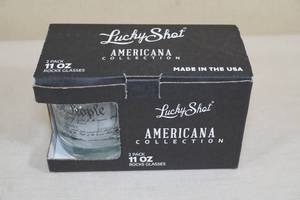 Lucky Shot
AMERICANA
COLLECTION
2 PACK
11 OZ
ROCKS GLASSES
MADE IN THE USA
People
Lucky Shot
AMERICANA
COLLECTION
2 PACK
11 OZ
ROCKS GLASSES